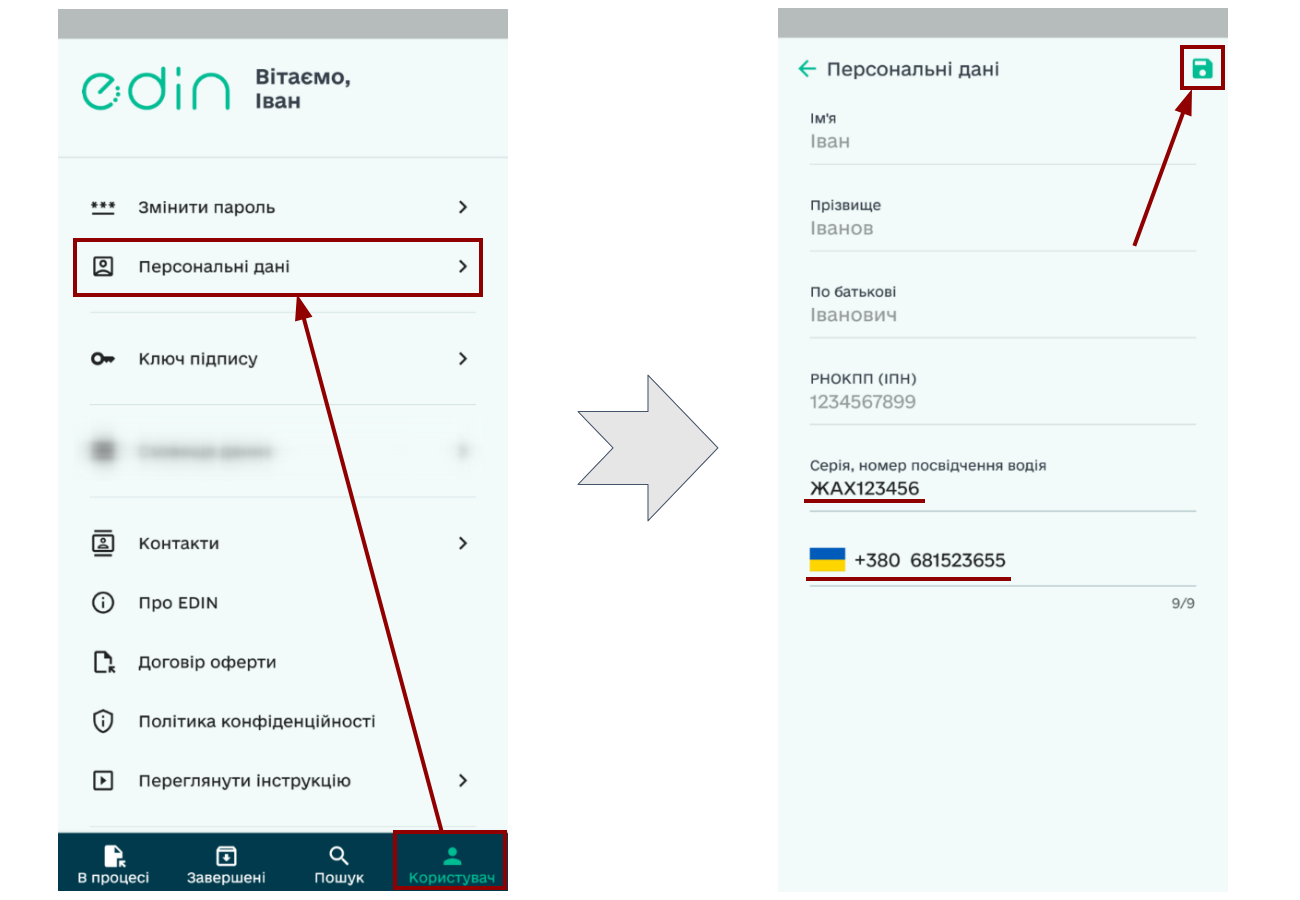 edin
Вітаємо,
Іван
Змінити пароль
Персональні дані
Ключ підпису
Контакти
Про EDIN
Договір оферти
Політика конфіденційності
Переглянути інструкцію
В процесі
Завершені
Пошук
Користувач
Персональні дані
Ім'я
Іван
Прізвище
Іванов
По батькові
Іванович
РНОКПП (ІПН)
1234567899
Серія, номер посвідчення водія
ЖАХ123456
+380 681523655
9/9